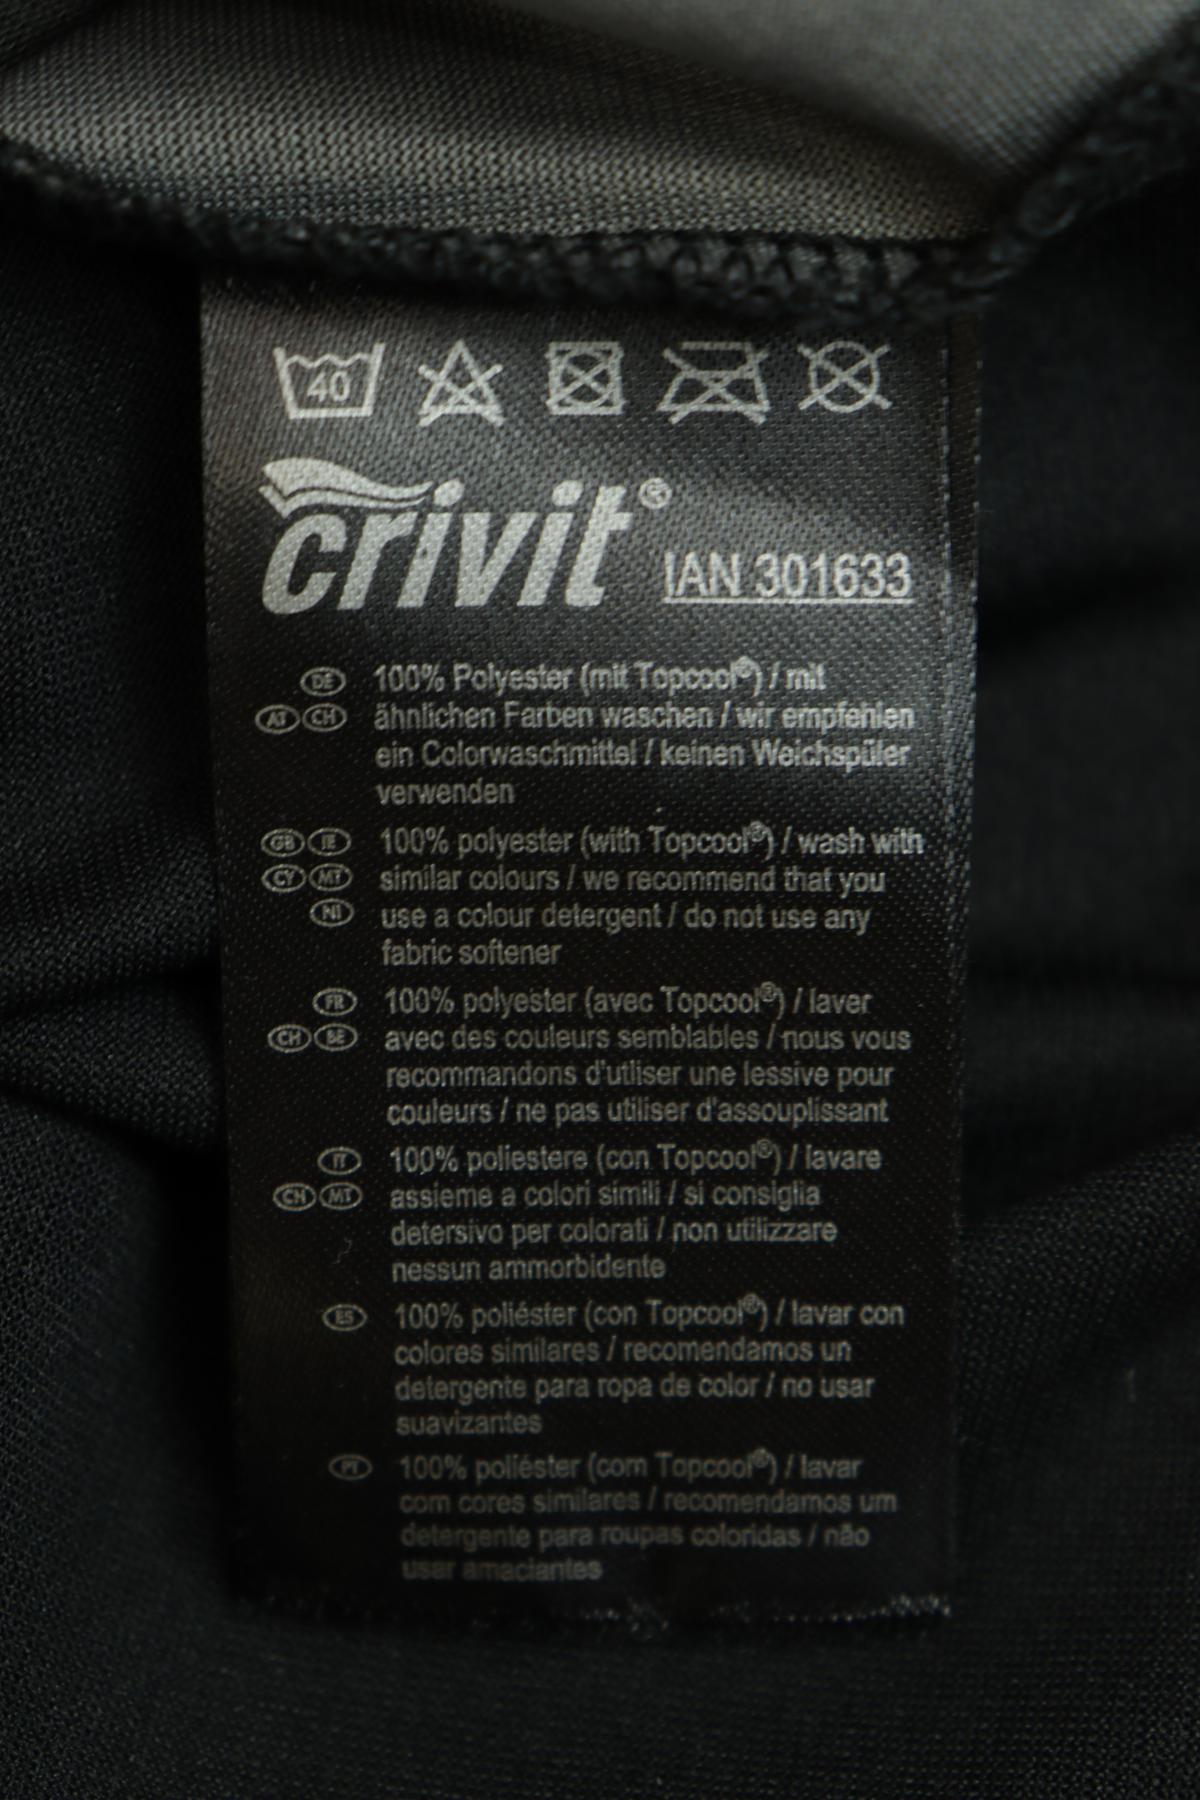 40
crivit® IAN 301633
DE 100% Polyester (mit Topcool®) / mit
AT CH ähnlichen Farben waschen / wir empfehlen
ein Colorwaschmittel / keinen Weichspüler
verwenden
GB IE 100% polyester (with Topcool®) / wash with
CY MT similar colours / we recommend that you
NI use a colour detergent / do not use any
fabric softener
FR 100% polyester (avec Topcool®) / laver
CH BE avec des couleurs semblables / nous vous
recommandons d'utliser une lessive pour
couleurs / ne pas utiliser d'assouplissant
IT 100% poliestere (con Topcool®) / lavare
CH MT assieme a colori simili / si consiglia
detersivo per colorati / non utilizzare
nessun ammorbidente
ES 100% poliéster (con Topcool®) / lavar con
colores similares / recomendamos un
detergente para ropa de color / no usar
suavizantes
PT 100% poliéster (com Topcool®) / lavar
com cores similares / recomendamos um
detergente para roupas coloridas / não
usar amaciantes